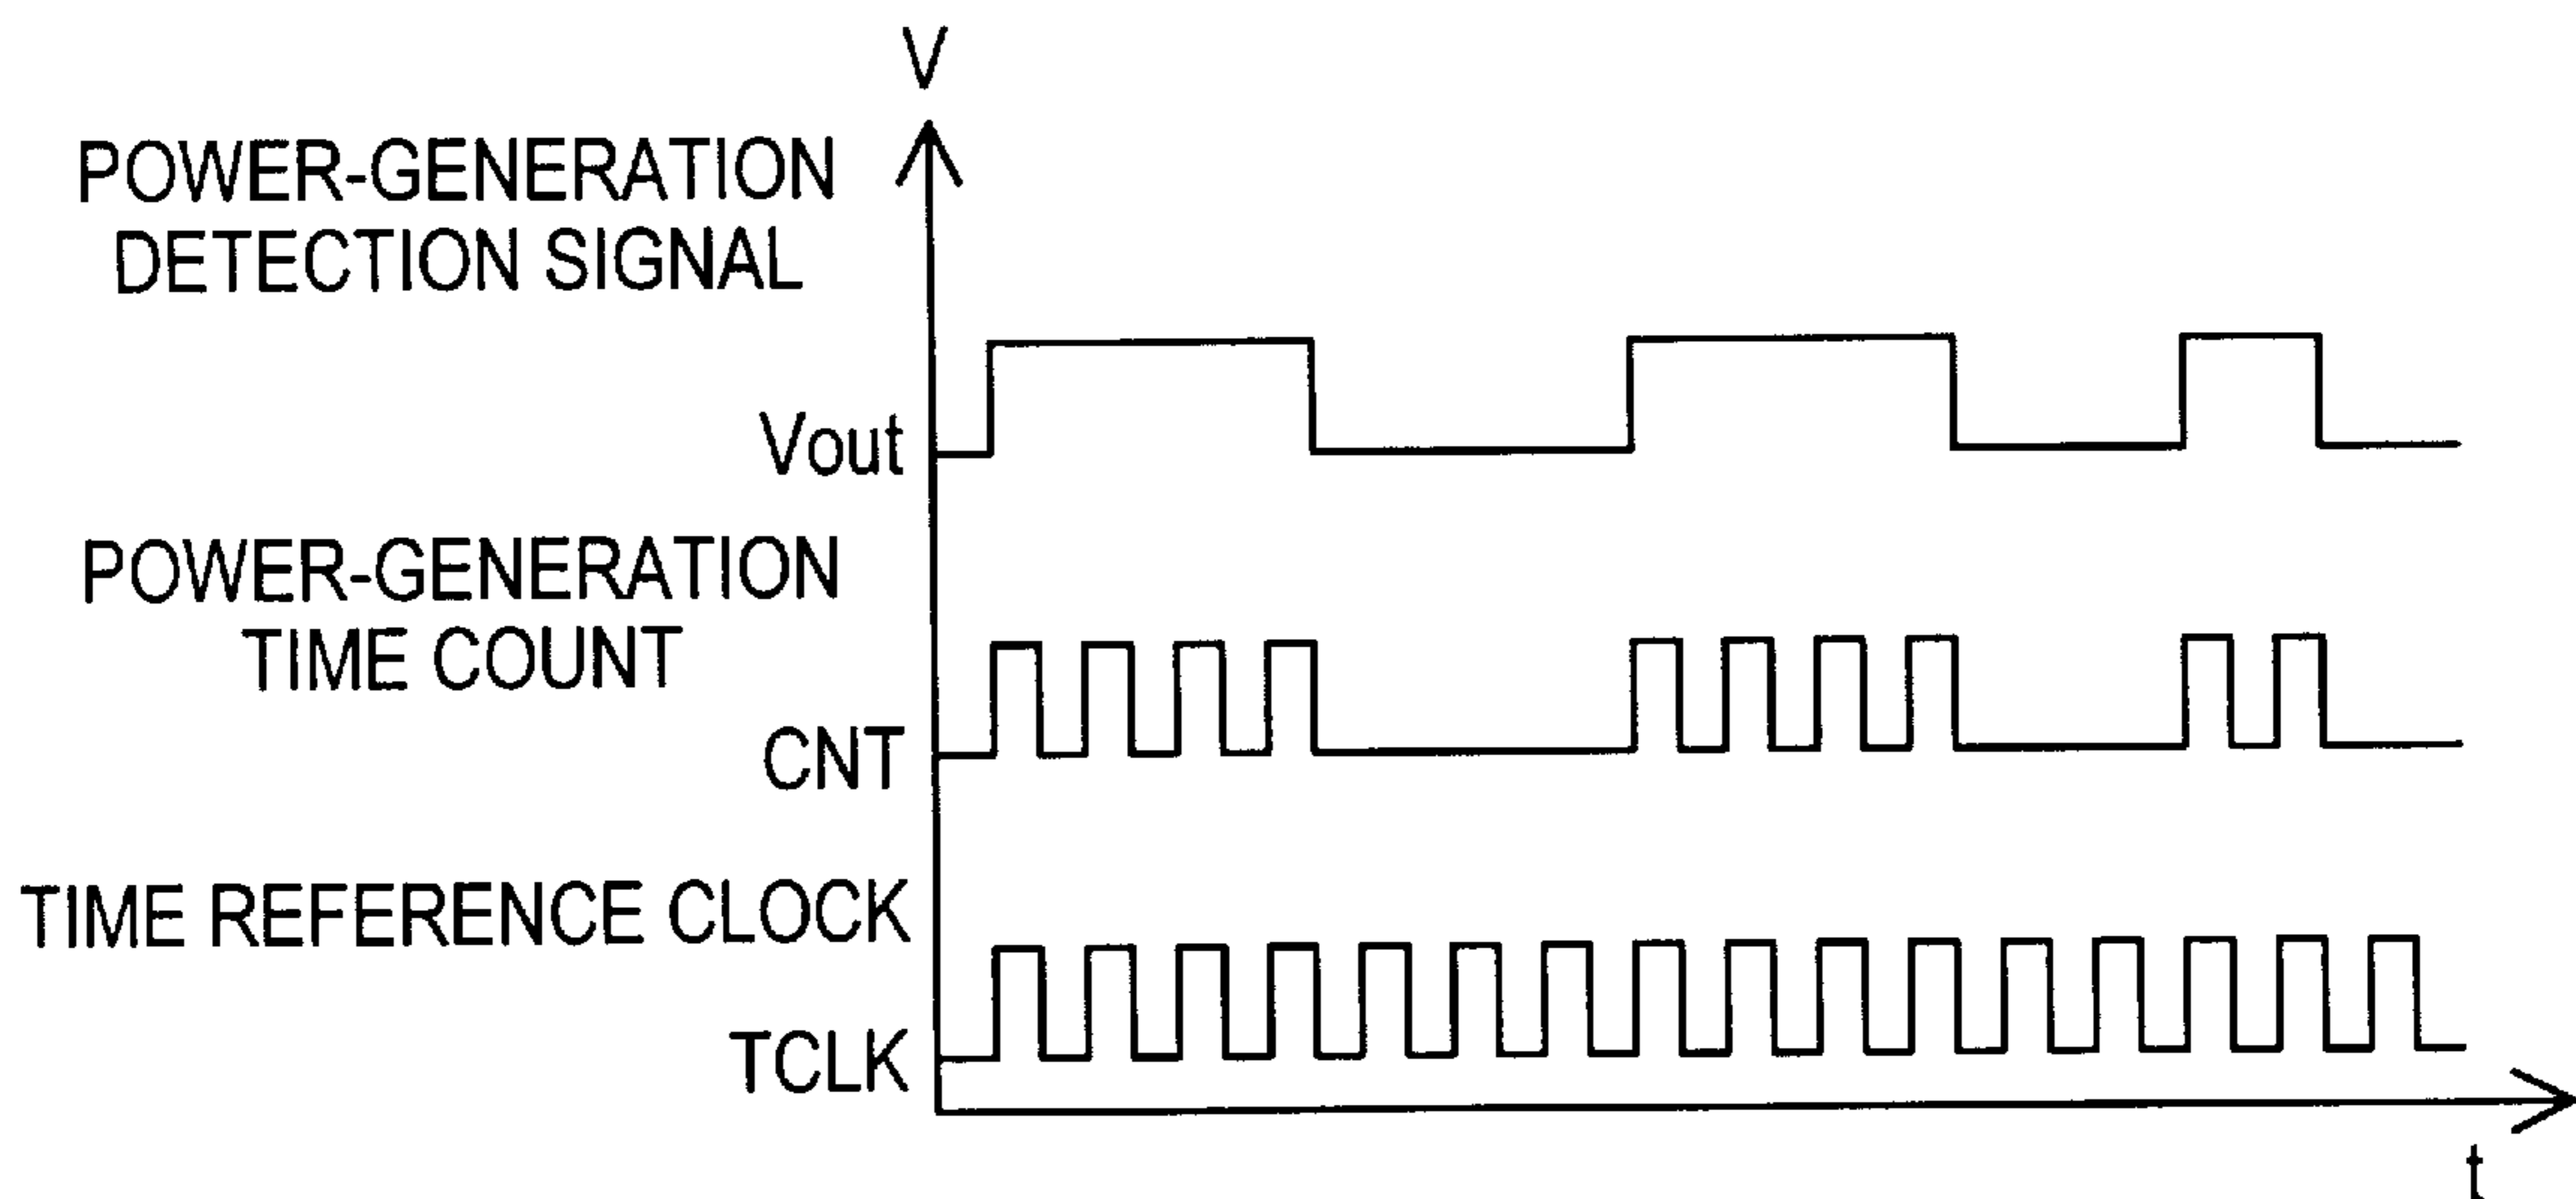 V
POWER-GENERATION
DETECTION SIGNAL
Vout
POWER-GENERATION
TIME COUNT
CNT
TIME REFERENCE CLOCK
TCLK
t